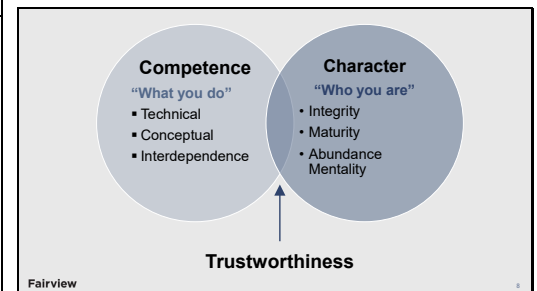 Competence
“What you do”
▪ Technical
▪ Conceptual
▪ Interdependence
Character
“Who you are”
• Integrity
• Maturity
• Abundance
Mentality
Trustworthiness
Fairview